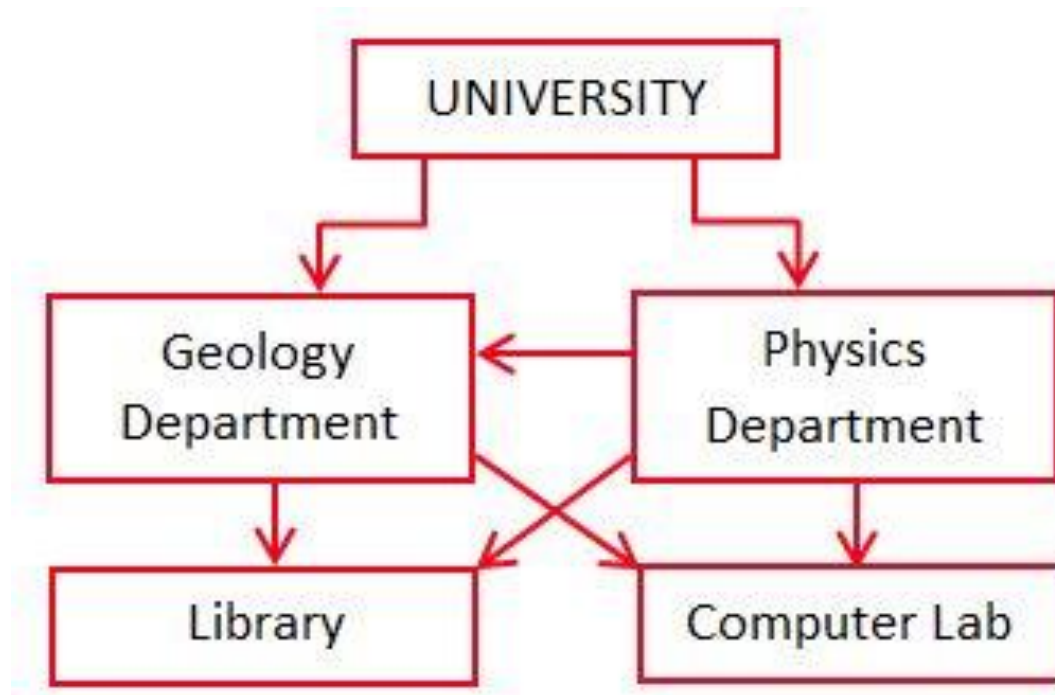 UNIVERSITY
Geology
Department
Physics
Department
Library
Computer Lab